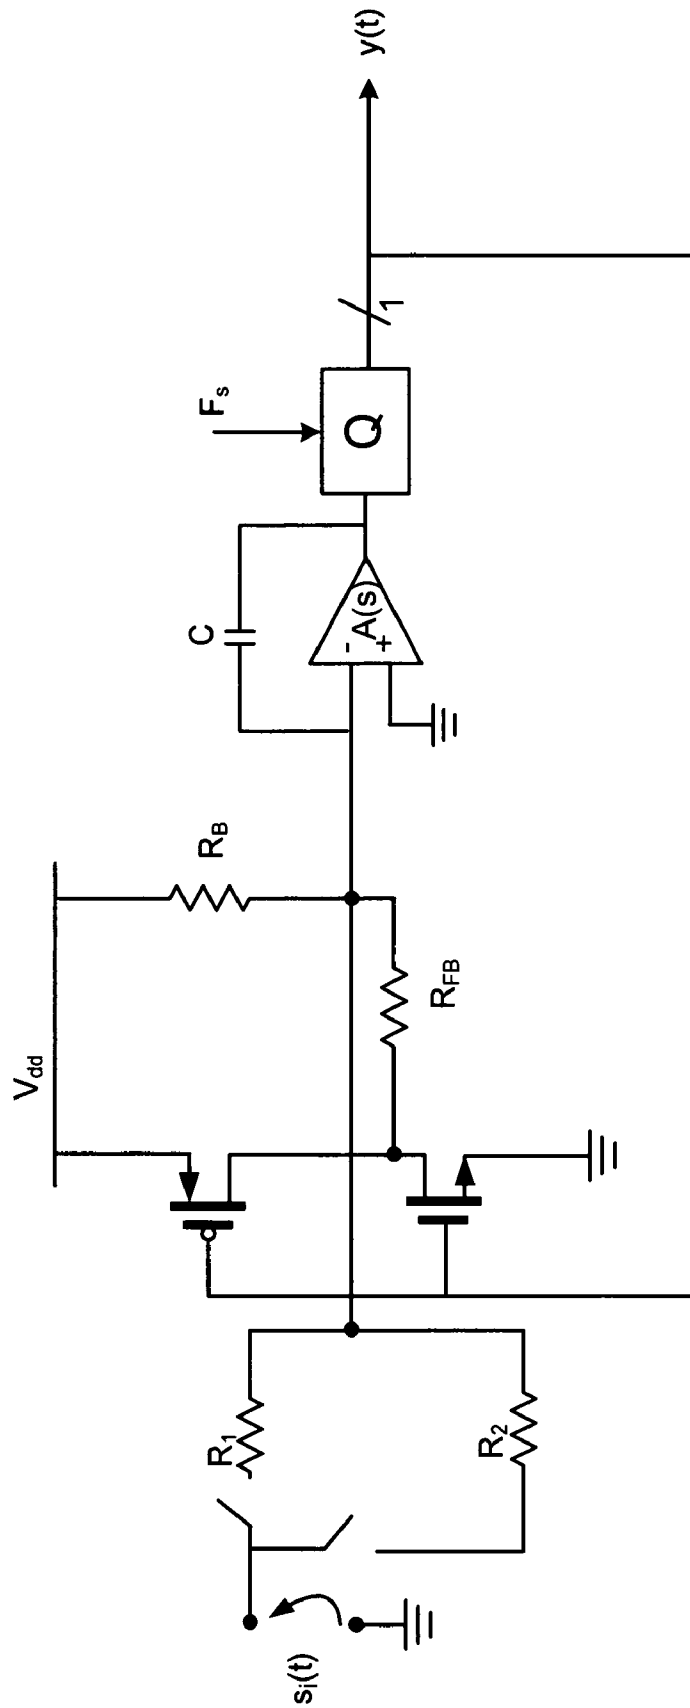 s_i(t)
R_1
R_2
V_dd
R_FB
R_B
C
-
+
A(s)
F_s
Q
1
y(t)